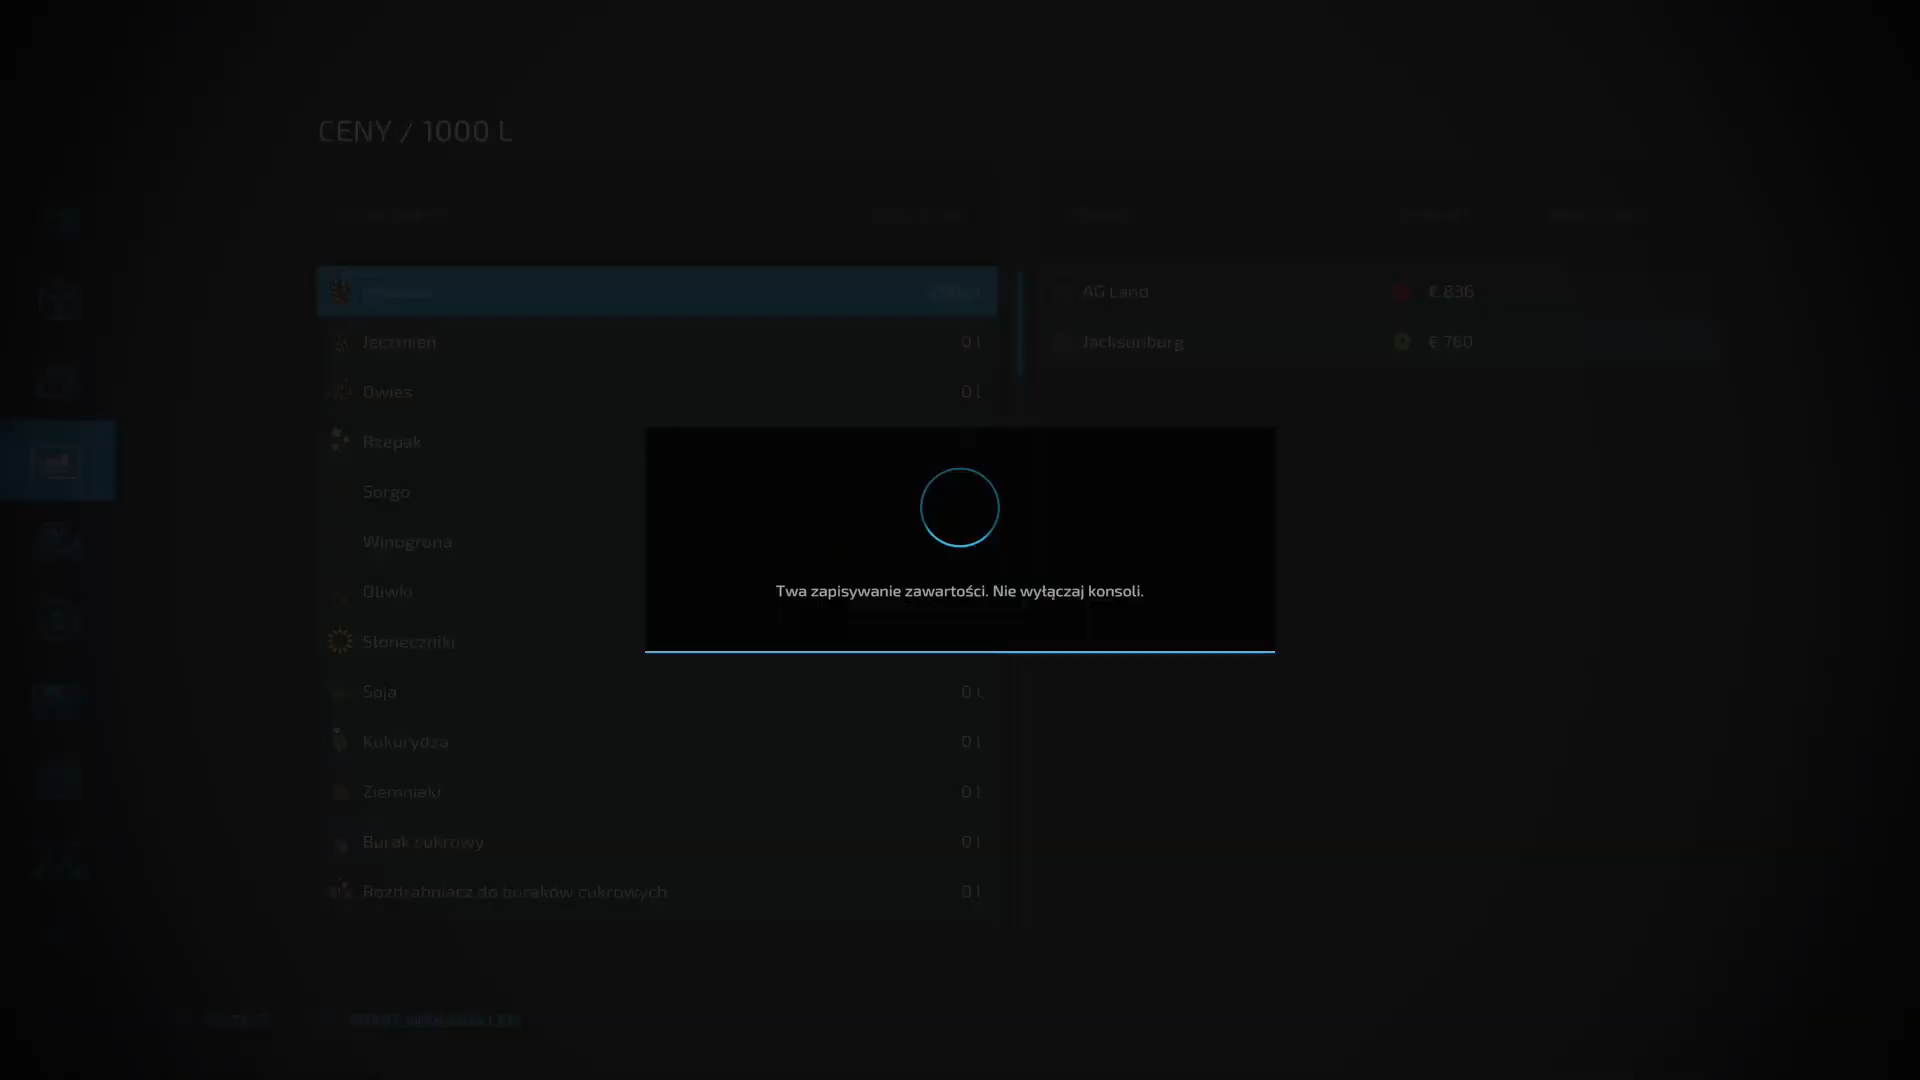 CENY / 1000 L
AG Land € 836
Jęczmień 0 l
Jacksonburg € 760
Owies 0 l
Rzepak
Sorgo
Winogrona
Oliwki
Słoneczniki
Twa zapisywanie zawartości. Nie wyłączaj konsoli.
Soja 0 l
Kukurydza 0 l
Ziemniaki 0 l
Burak cukrowy 0 l
Rozdrabniacz do buraków cukrowych 0 l